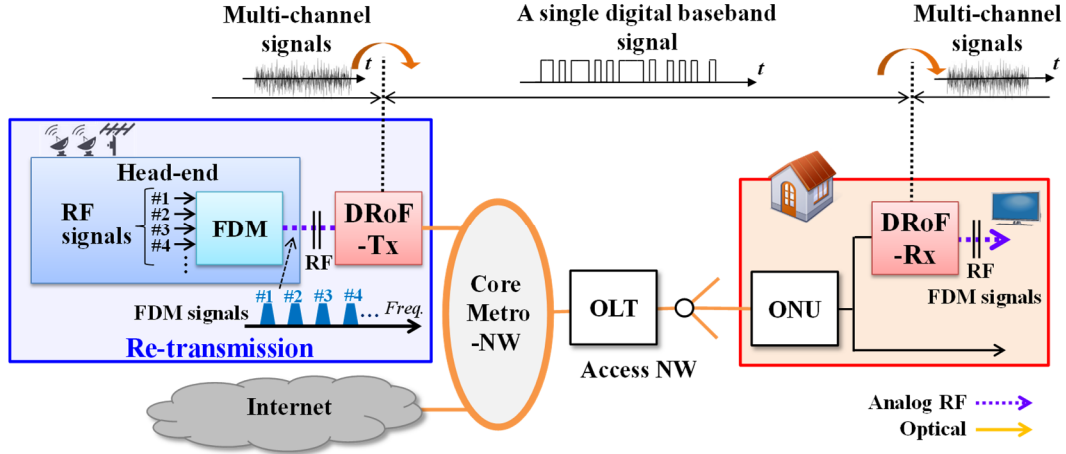 Multi-channel
signals
t
A single digital baseband
signal
t
Multi-channel
signals
t
Head-end
RF
signals
#1
#2
#3
#4
⋮
FDM
RF
DRoF
-Tx
#1 #2 #3 #4
FDM signals
... Freq.
Re-transmission
Core
Metro
-NW
Internet
OLT
Access NW
ONU
DRoF
-Rx
RF
FDM signals
Analog RF
Optical